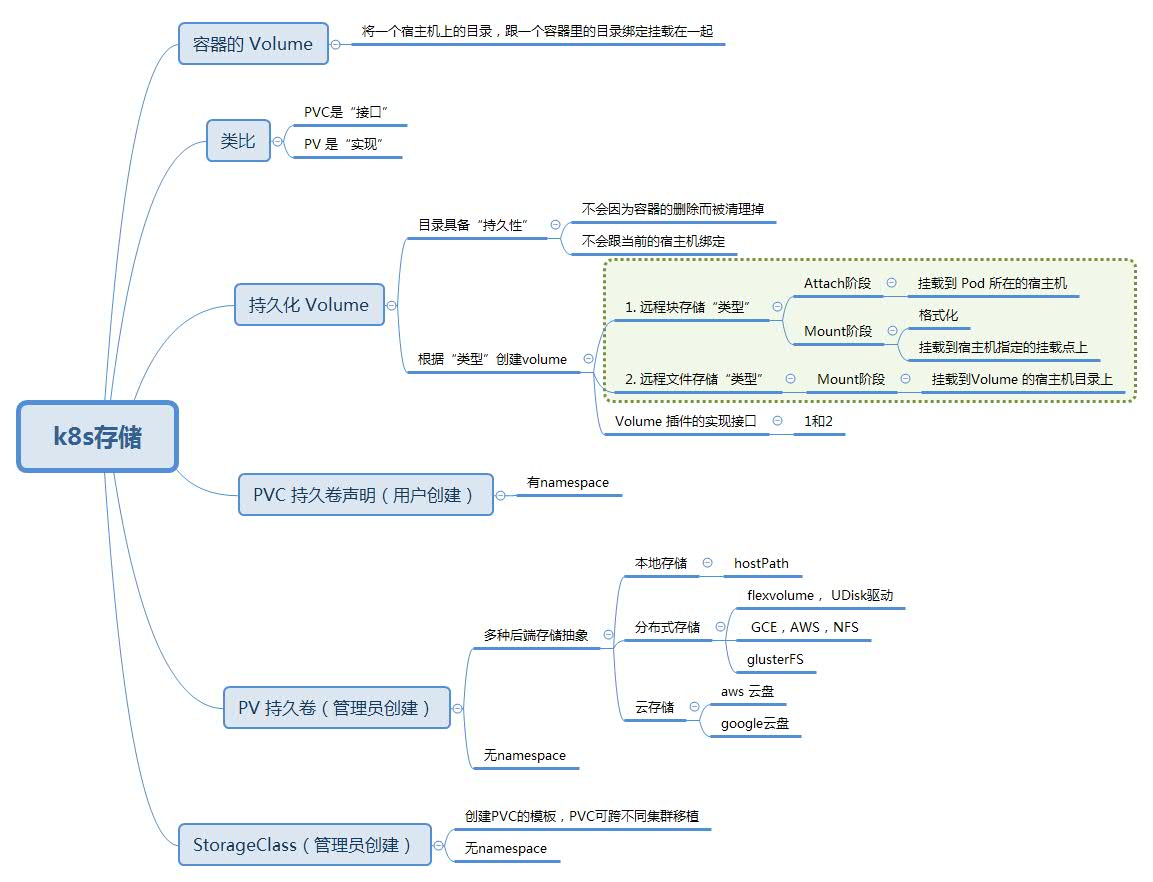 容器的 Volume
将一个宿主机上的目录，跟一个容器里的目录绑定挂载在一起
类比
PVC是“接口”
PV 是“实现”
持久化 Volume
目录具备“持久性”
不会因为容器的删除而被清理掉
不会跟当前的宿主机绑定
根据“类型”创建volume
1. 远程块存储“类型”
Attach阶段
挂载到 Pod 所在的宿主机
Mount阶段
格式化
挂载到宿主机指定的挂载点上
2. 远程文件存储“类型”
Mount阶段
挂载到Volume 的宿主机目录上
Volume 插件的实现接口
1和2
k8s存储
PVC 持久卷声明（用户创建）
有namespace
PV 持久卷（管理员创建）
多种后端存储抽象
本地存储
hostPath
分布式存储
flexvolume， UDisk驱动
GCE，AWS，NFS
glusterFS
云存储
aws 云盘
google云盘
无namespace
StorageClass（管理员创建）
创建PVC的模板，PVC可跨不同集群移植
无namespace